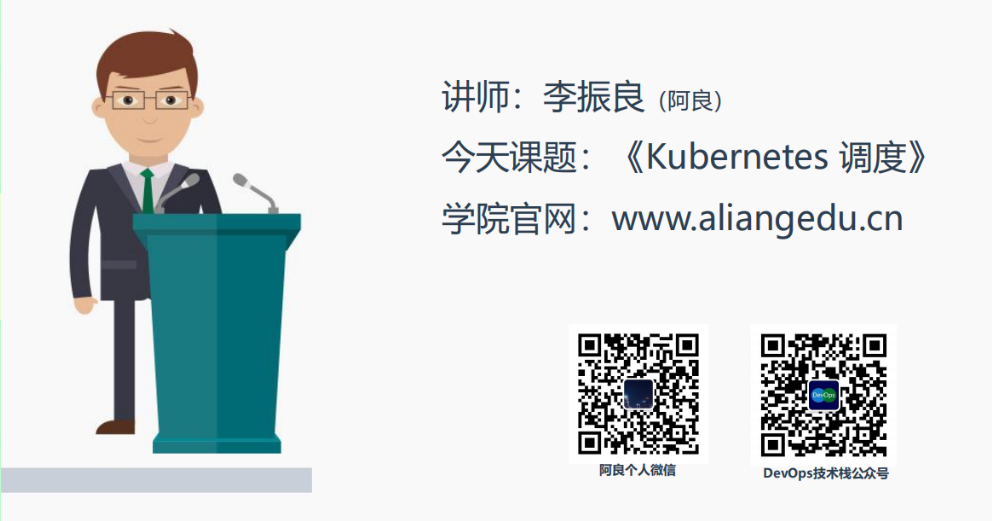 讲师：李振良（阿良）
今天课题：《Kubernetes 调度》
学院官网：www.aliangedu.cn
DevOps
阿良个人微信
DevOps技术栈公众号